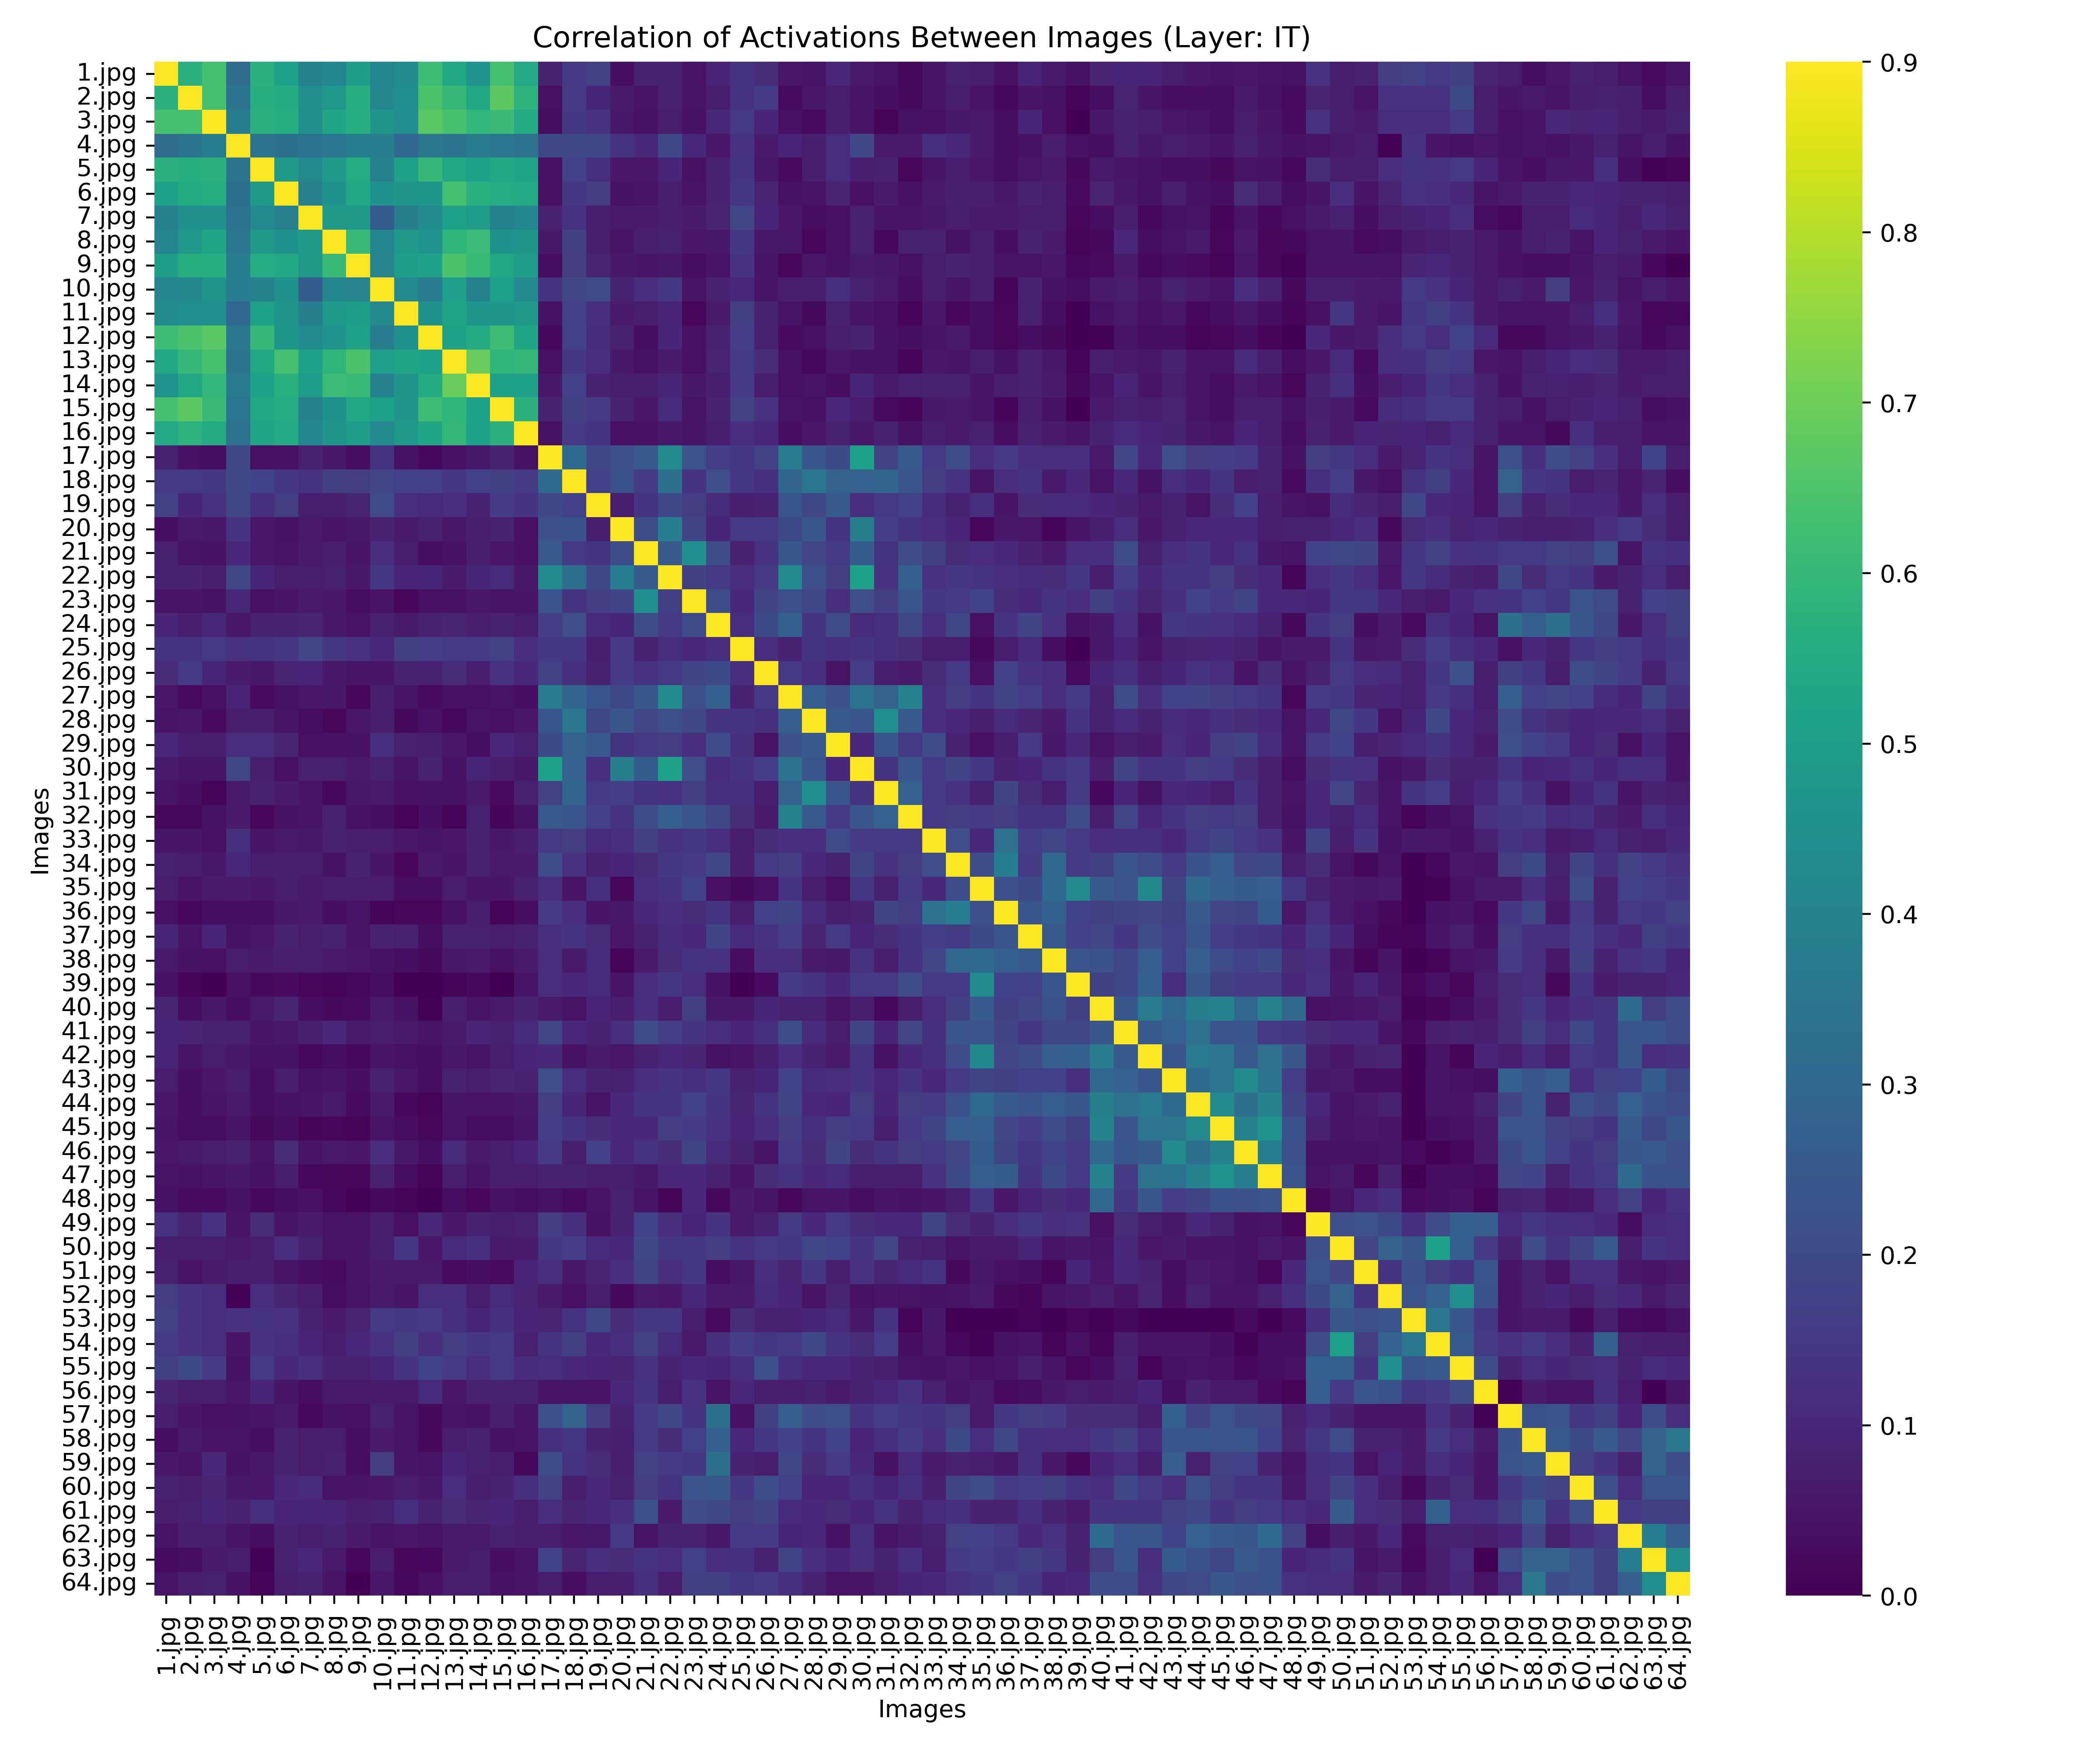 Correlation of Activations Between Images (Layer: IT)
Images
1.jpg
2.jpg
3.jpg
4.jpg
5.jpg
6.jpg
7.jpg
8.jpg
9.jpg
10.jpg
11.jpg
12.jpg
13.jpg
14.jpg
15.jpg
16.jpg
17.jpg
18.jpg
19.jpg
20.jpg
21.jpg
22.jpg
23.jpg
24.jpg
25.jpg
26.jpg
27.jpg
28.jpg
29.jpg
30.jpg
31.jpg
32.jpg
33.jpg
34.jpg
35.jpg
36.jpg
37.jpg
38.jpg
39.jpg
40.jpg
41.jpg
42.jpg
43.jpg
44.jpg
45.jpg
46.jpg
47.jpg
48.jpg
49.jpg
50.jpg
51.jpg
52.jpg
53.jpg
54.jpg
55.jpg
56.jpg
57.jpg
58.jpg
59.jpg
60.jpg
61.jpg
62.jpg
63.jpg
64.jpg
1.jpg
2.jpg
3.jpg
4.jpg
5.jpg
6.jpg
7.jpg
8.jpg
9.jpg
10.jpg
11.jpg
12.jpg
13.jpg
14.jpg
15.jpg
16.jpg
17.jpg
18.jpg
19.jpg
20.jpg
21.jpg
22.jpg
23.jpg
24.jpg
25.jpg
26.jpg
27.jpg
28.jpg
29.jpg
30.jpg
31.jpg
32.jpg
33.jpg
34.jpg
35.jpg
36.jpg
37.jpg
38.jpg
39.jpg
40.jpg
41.jpg
42.jpg
43.jpg
44.jpg
45.jpg
46.jpg
47.jpg
48.jpg
49.jpg
50.jpg
51.jpg
52.jpg
53.jpg
54.jpg
55.jpg
56.jpg
57.jpg
58.jpg
59.jpg
60.jpg
61.jpg
62.jpg
63.jpg
64.jpg
Images
0.9
0.8
0.7
0.6
0.5
0.4
0.3
0.2
0.1
0.0